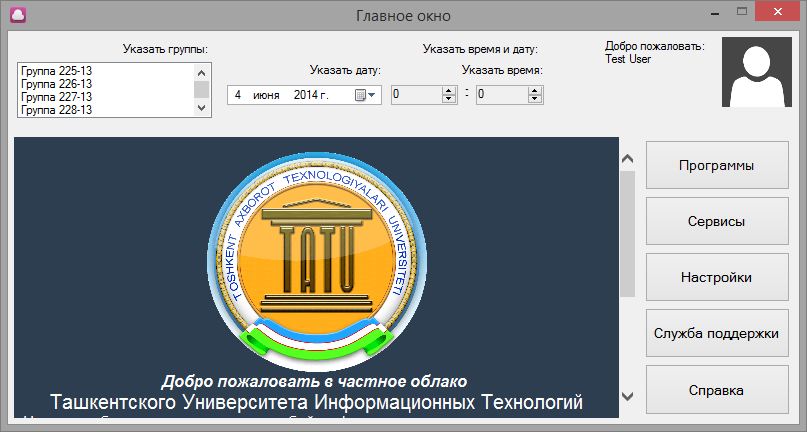 Главное окно
Указать группы:
Группа 225-13
Группа 226-13
Группа 227-13
Группа 228-13
Указать время и дату:
Указать дату:
Указать время:
4 июня 2014 г.
0 : 0
Добро пожаловать:
Test User
TOSHKENT AXBOROT TEXNOLOGIYALARI UNIVERSITETI
TATU
Добро пожаловать в частное облако
Ташкентского Университета Информационных Технологий
Программы
Сервисы
Настройки
Служба поддержки
Справка